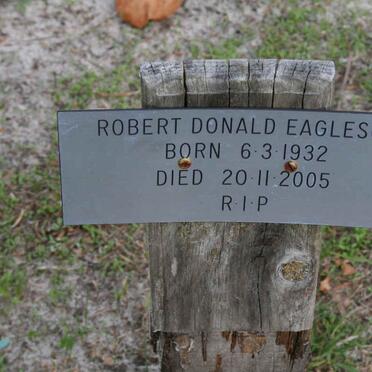 ROBERT DONALD EAGLES
BORN 6·3·1932
DIED 20·11·2005
R·I·P